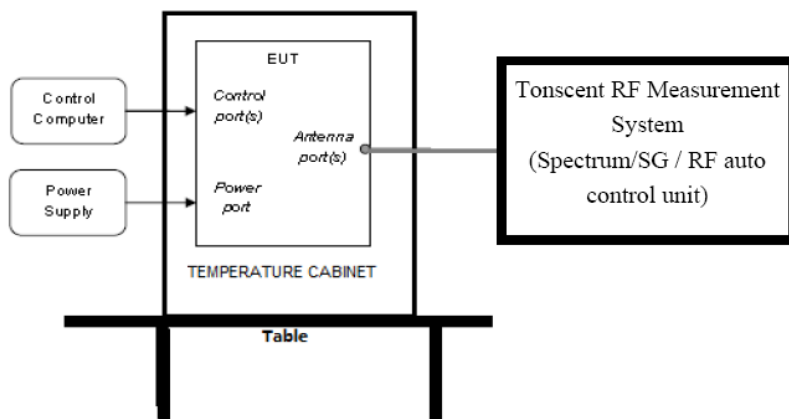 EUT
Control
Computer
Control
port(s)
Antenna
port(s)
Power
Supply
Power
port
TEMPERATURE CABINET
Table
Tonscent RF Measurement
System
(Spectrum/SG / RF auto
control unit)